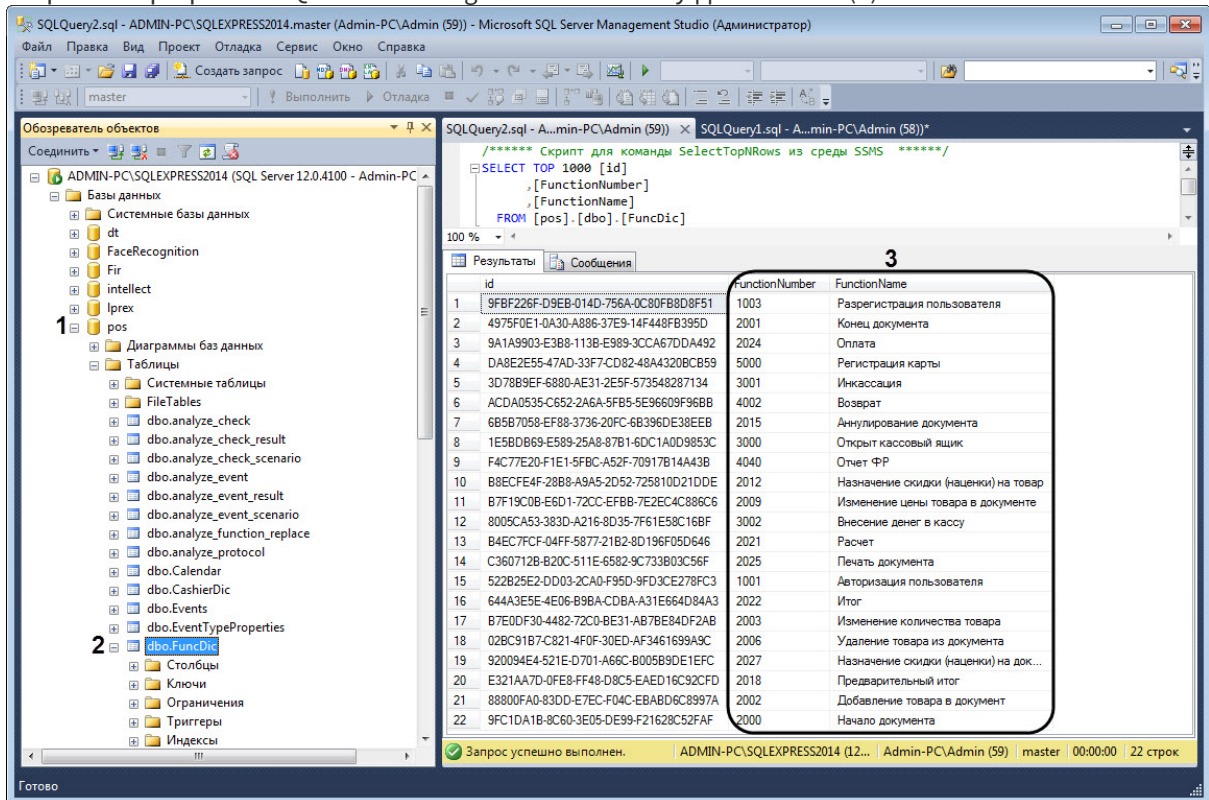 SQLQuery2.sql - ADMIN-PC\SQLEXPRESS2014.master (Admin-PC\Admin (59)) - Microsoft SQL Server Management Studio (Администратор)
Файл Правка Вид Проект Отладка Сервис Окно Справка
Создать запрос
master Выполнить Отладка
Обозреватель объектов
Соединить
ADMIN-PC\SQLEXPRESS2014 (SQL Server 12.0.4100 - Admin-PC
Базы данных
Системные базы данных
dt
FaceRecognition
Fir
intellect
lprex
1 pos
Диаграммы баз данных
Таблицы
Системные таблицы
FileTables
dbo.analyze_check
dbo.analyze_check_result
dbo.analyze_check_scenario
dbo.analyze_event
dbo.analyze_event_result
dbo.analyze_event_scenario
dbo.analyze_function_replace
dbo.analyze_protocol
dbo.Calendar
dbo.CashierDic
dbo.Events
dbo.EventTypeProperties
2 dbo.FuncDic
Столбцы
Ключи
Ограничения
Триггеры
Индексы
SQLQuery2.sql - A...min-PC\Admin (59)) SQLQuery1.sql - A...min-PC\Admin (58))*
/****** Скрипт для команды SelectTopNRows из среды SSMS ******/
SELECT TOP 1000 [id]
,[FunctionNumber]
,[FunctionName]
FROM [pos].[dbo].[FuncDic]
100 %
Результаты Сообщения
3
id FunctionNumber FunctionName
1 9FBF226F-D9EB-014D-756A-0C80FB8D8F51 1003 Разрегистрация пользователя
2 4975F0E1-0A30-A886-37E9-14F448FB395D 2001 Конец документа
3 9A1A9903-E3B8-113B-E989-3CCA67DDA492 2024 Оплата
4 DA8E2E55-47AD-33F7-CD82-48A4320BCB59 5000 Регистрация карты
5 3D78B9EF-6880-AE31-2E5F-573548287134 3001 Инкассация
6 ACDA0535-C652-2A6A-5FB5-5E96609F96BB 4002 Возврат
7 6B5B7058-EF88-3736-20FC-6B396DE38EEB 2015 Аннулирование документа
8 1E5BDB69-E589-25A8-87B1-6DC1A0D9853C 3000 Открыт кассовый ящик
9 F4C77E20-F1E1-5FBC-A52F-70917B14A43B 4040 Отчет ФР
10 B8ECFE4F-28B8-A9A5-2D52-725810D21DDE 2012 Назначение скидки (наценки) на товар
11 B7F19C0B-E6D1-72CC-EFBB-7E2EC4C886C6 2009 Изменение цены товара в документе
12 8005CA53-383D-A216-8D35-7F61E58C16BF 3002 Внесение денег в кассу
13 B4EC7FCF-04FF-5877-21B2-8D196F05D646 2021 Расчет
14 C360712B-B20C-511E-6582-9C733B03C56F 2025 Печать документа
15 522B25E2-DD03-2CA0-F95D-9FD3CE278FC3 1001 Авторизация пользователя
16 644A3E5E-4E06-B9BA-CDBA-A31E664D84A3 2022 Итог
17 B7E0DF30-4482-72C0-BE31-AB7BE84DF2AB 2003 Изменение количества товара
18 02BC91B7-C821-4F0F-30ED-AF3461699A9C 2006 Удаление товара из документа
19 920094E4-521E-D701-A66C-B005B9DE1EFC 2027 Назначение скидки (наценки) на док...
20 E321AA7D-0FE8-FF48-D8C5-EAED16C92CFD 2018 Предварительный итог
21 88800FA0-83DD-E7EC-F04C-EBABD6C8997A 2002 Добавление товара в документ
22 9FC1DA1B-8C60-3E05-DE99-F21628C52FAF 2000 Начало документа
Запрос успешно выполнен. ADMIN-PC\SQLEXPRESS2014 (12... Admin-PC\Admin (59) master 00:00:00 22 строк
Готово